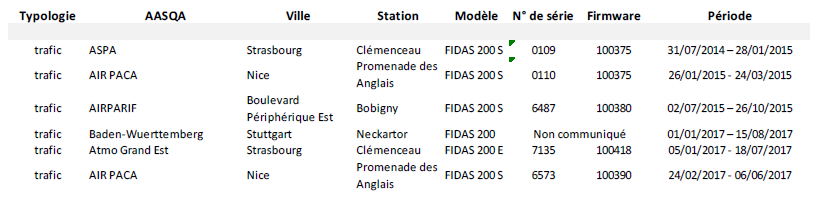 Typologie AASQA Ville Station Modèle N° de série Firmware Période
trafic ASPA Strasbourg Clémenceau FIDAS 200 S 0109 100375 31/07/2014 – 28/01/2015
trafic AIR PACA Nice Promenade des Anglais FIDAS 200 S 0110 100375 26/01/2015 - 24/03/2015
trafic AIRPARIF Boulevard Périphérique Est Bobigny FIDAS 200 S 6487 100380 02/07/2015 – 26/10/2015
trafic Baden-Wuerttemberg Stuttgart Neckartor FIDAS 200 Non communiqué 01/01/2017 – 15/08/2017
trafic Atmo Grand Est Strasbourg Clémenceau FIDAS 200 E 7135 100418 05/01/2017 - 18/07/2017
trafic AIR PACA Nice Promenade des Anglais FIDAS 200 S 6573 100390 24/02/2017 - 06/06/2017